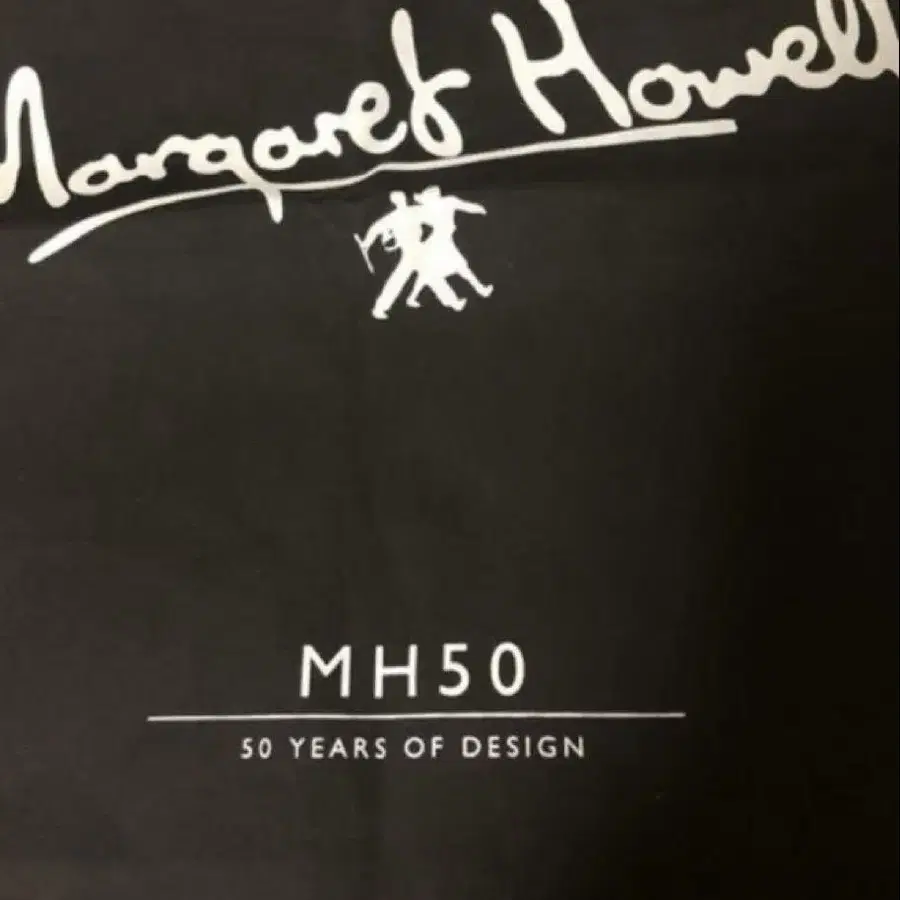 Margaret Howell
MH50
50 YEARS OF DESIGN